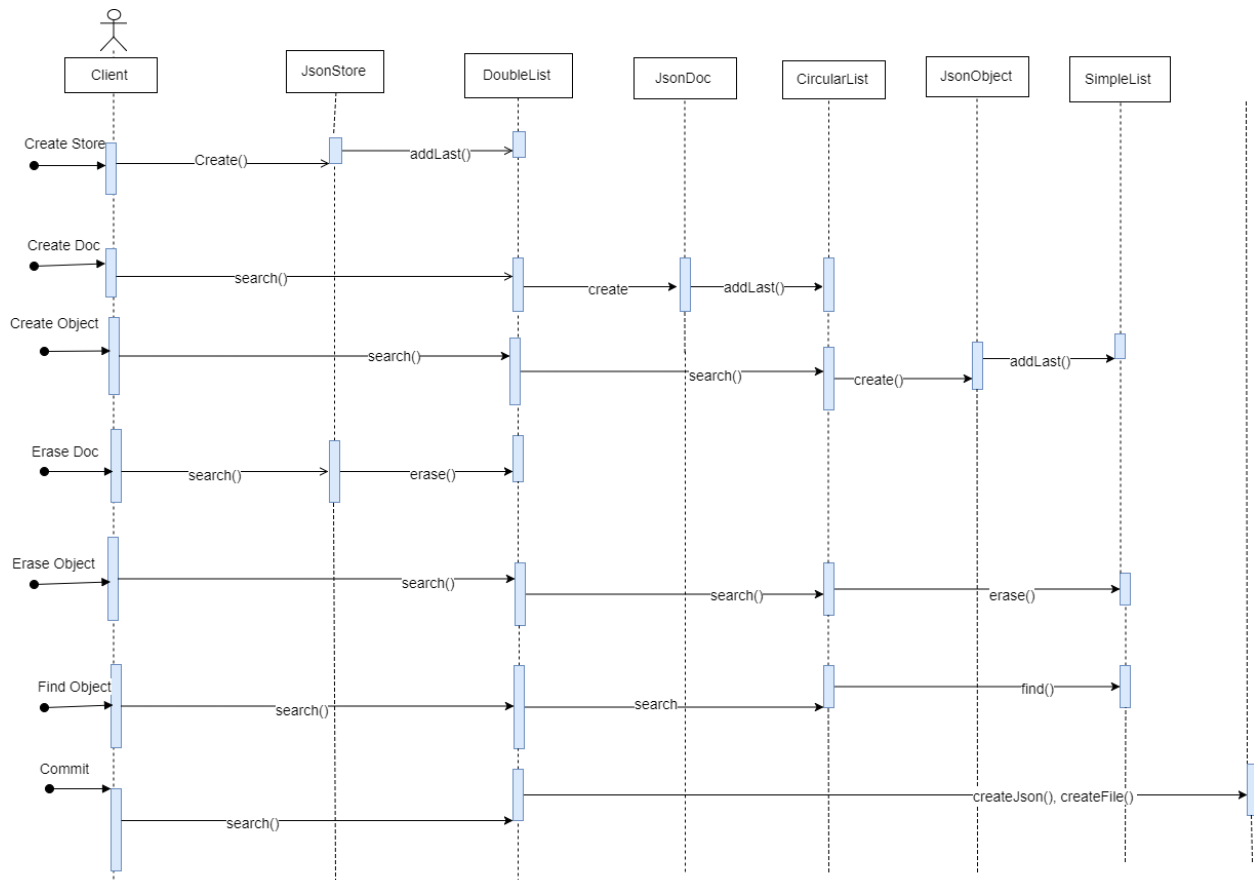 Client
JsonStore
DoubleList
JsonDoc
CircularList
JsonObject
SimpleList
Create Store
Create()
addLast()
Create Doc
search()
create
addLast()
Create Object
search()
search()
create()
addLast()
Erase Doc
search()
erase()
Erase Object
search()
search()
erase()
Find Object
search()
search
find()
Commit
search()
createJson(), createFile()